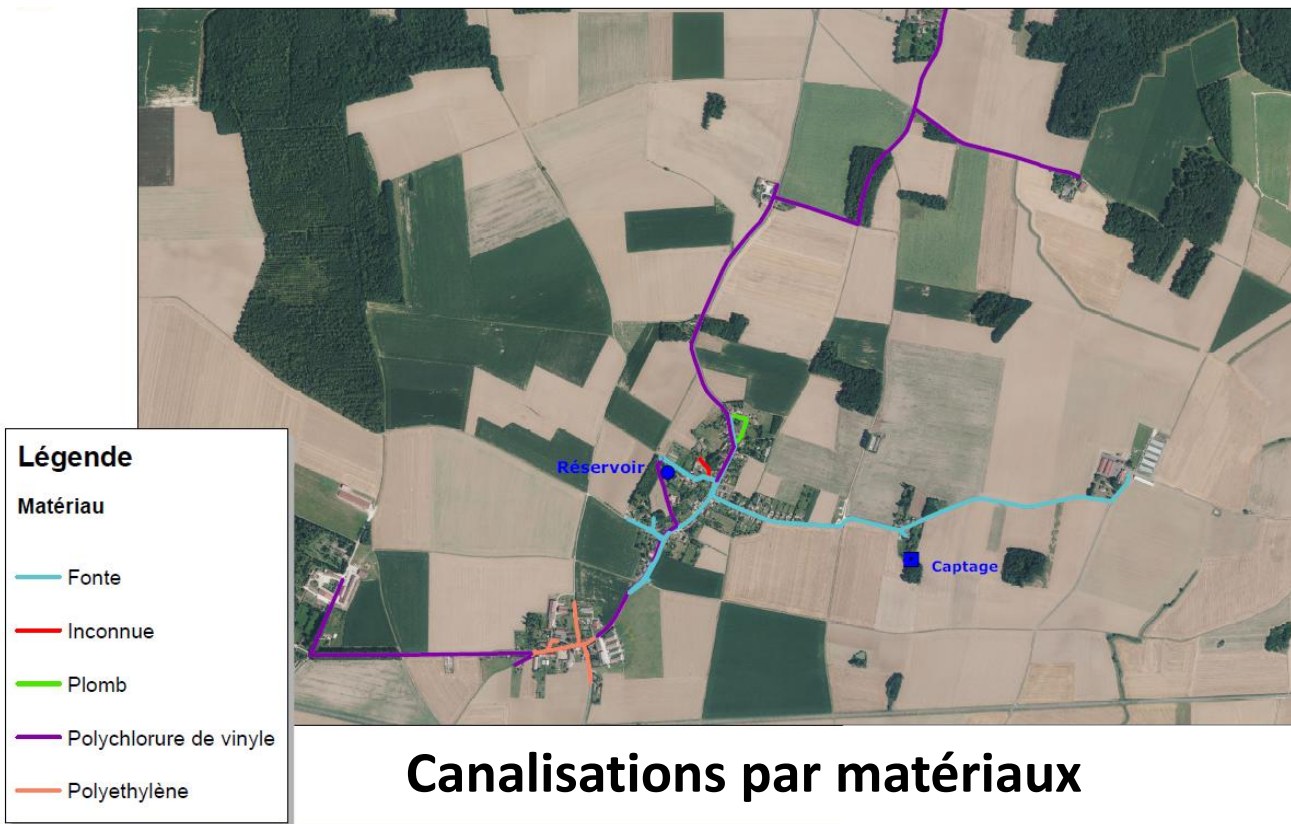 Réservoir
Captage
Légende
Matériau
Fonte
Inconnue
Plomb
Polychlorure de vinyle
Polyethylène
Canalisations par matériaux